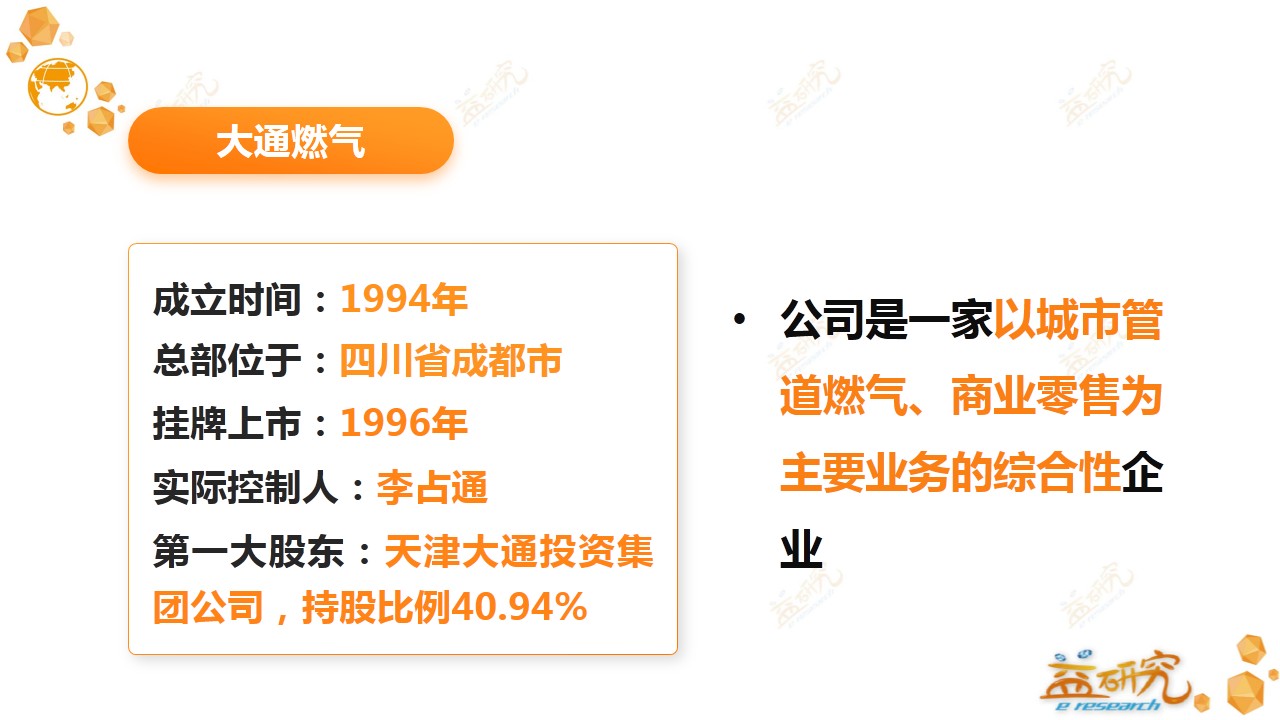 大通燃气
成立时间：1994年
总部位于：四川省成都市
挂牌上市：1996年
实际控制人：李占通
第一大股东：天津大通投资集
团公司，持股比例40.94%
• 公司是一家以城市管
道燃气、商业零售为
主要业务的综合性企
业
益研究
e research